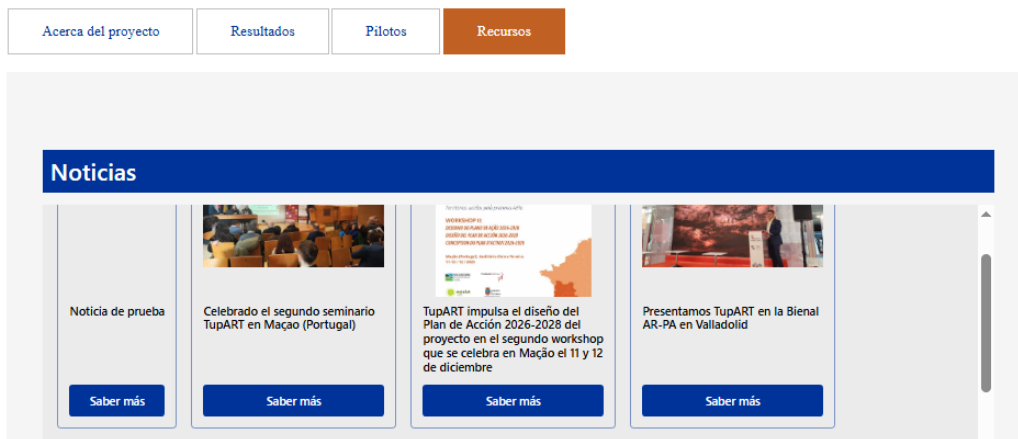 Acerca del proyecto
Resultados
Pilotos
Recursos
Noticias
WORKSHOP 01
Noticia de prueba
Celebrado el segundo seminario
TupART en Maçao (Portugal)
TupART impulsa el diseño del
Plan de Acción 2026-2028 del
proyecto en el segundo workshop
que se celebra en Mação el 11 y 12
de diciembre
Presentamos TupART en la Bienal
AR-PA en Valladolid
Saber más
Saber más
Saber más
Saber más